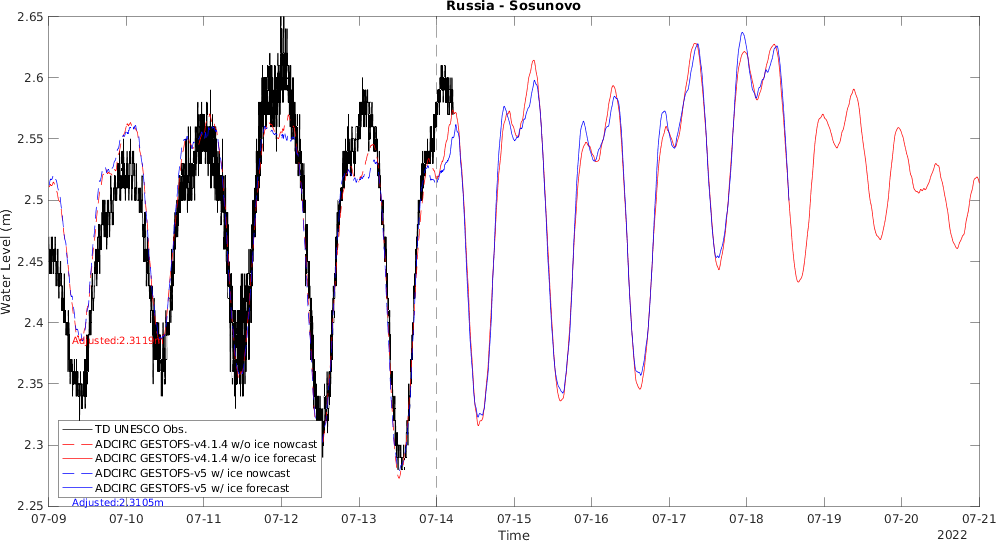 Russia - Sosunovo
Water Level (m)
2.65
2.6
2.55
2.5
2.45
2.4
2.35
2.3
2.25
Adjusted:2.3119m
TD UNESCO Obs.
ADCIRC GESTOFS-v4.1.4 w/o ice nowcast
ADCIRC GESTOFS-v4.1.4 w/o ice forecast
ADCIRC GESTOFS-v5 w/ ice nowcast
ADCIRC GESTOFS-v5 w/ ice forecast
Adjusted:2.3105m
07-09 07-10 07-11 07-12 07-13 07-14 07-15 07-16 07-17 07-18 07-19 07-20 07-21
Time
2022